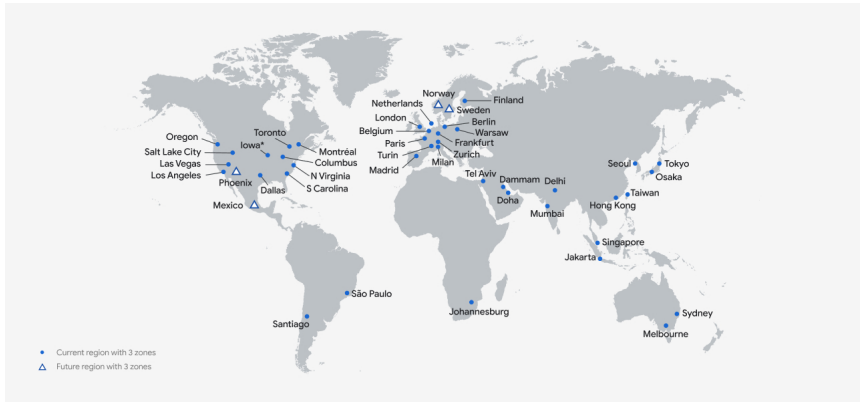 Norway
Netherlands
Finland
Sweden
London
Berlin
Belgium
Warsaw
Paris
Frankfurt
Turin
Zurich
Milan
Madrid
Oregon
Toronto
Iowa*
Montréal
Salt Lake City
Columbus
Las Vegas
N Virginia
Los Angeles
Phoenix
Dallas
S Carolina
Mexico
Tel Aviv
Dammam
Delhi
Doha
Mumbai
Seoul
Tokyo
Osaka
Taiwan
Hong Kong
Singapore
Jakarta
São Paulo
Santiago
Johannesburg
Sydney
Melbourne
Current region with 3 zones
Future region with 3 zones